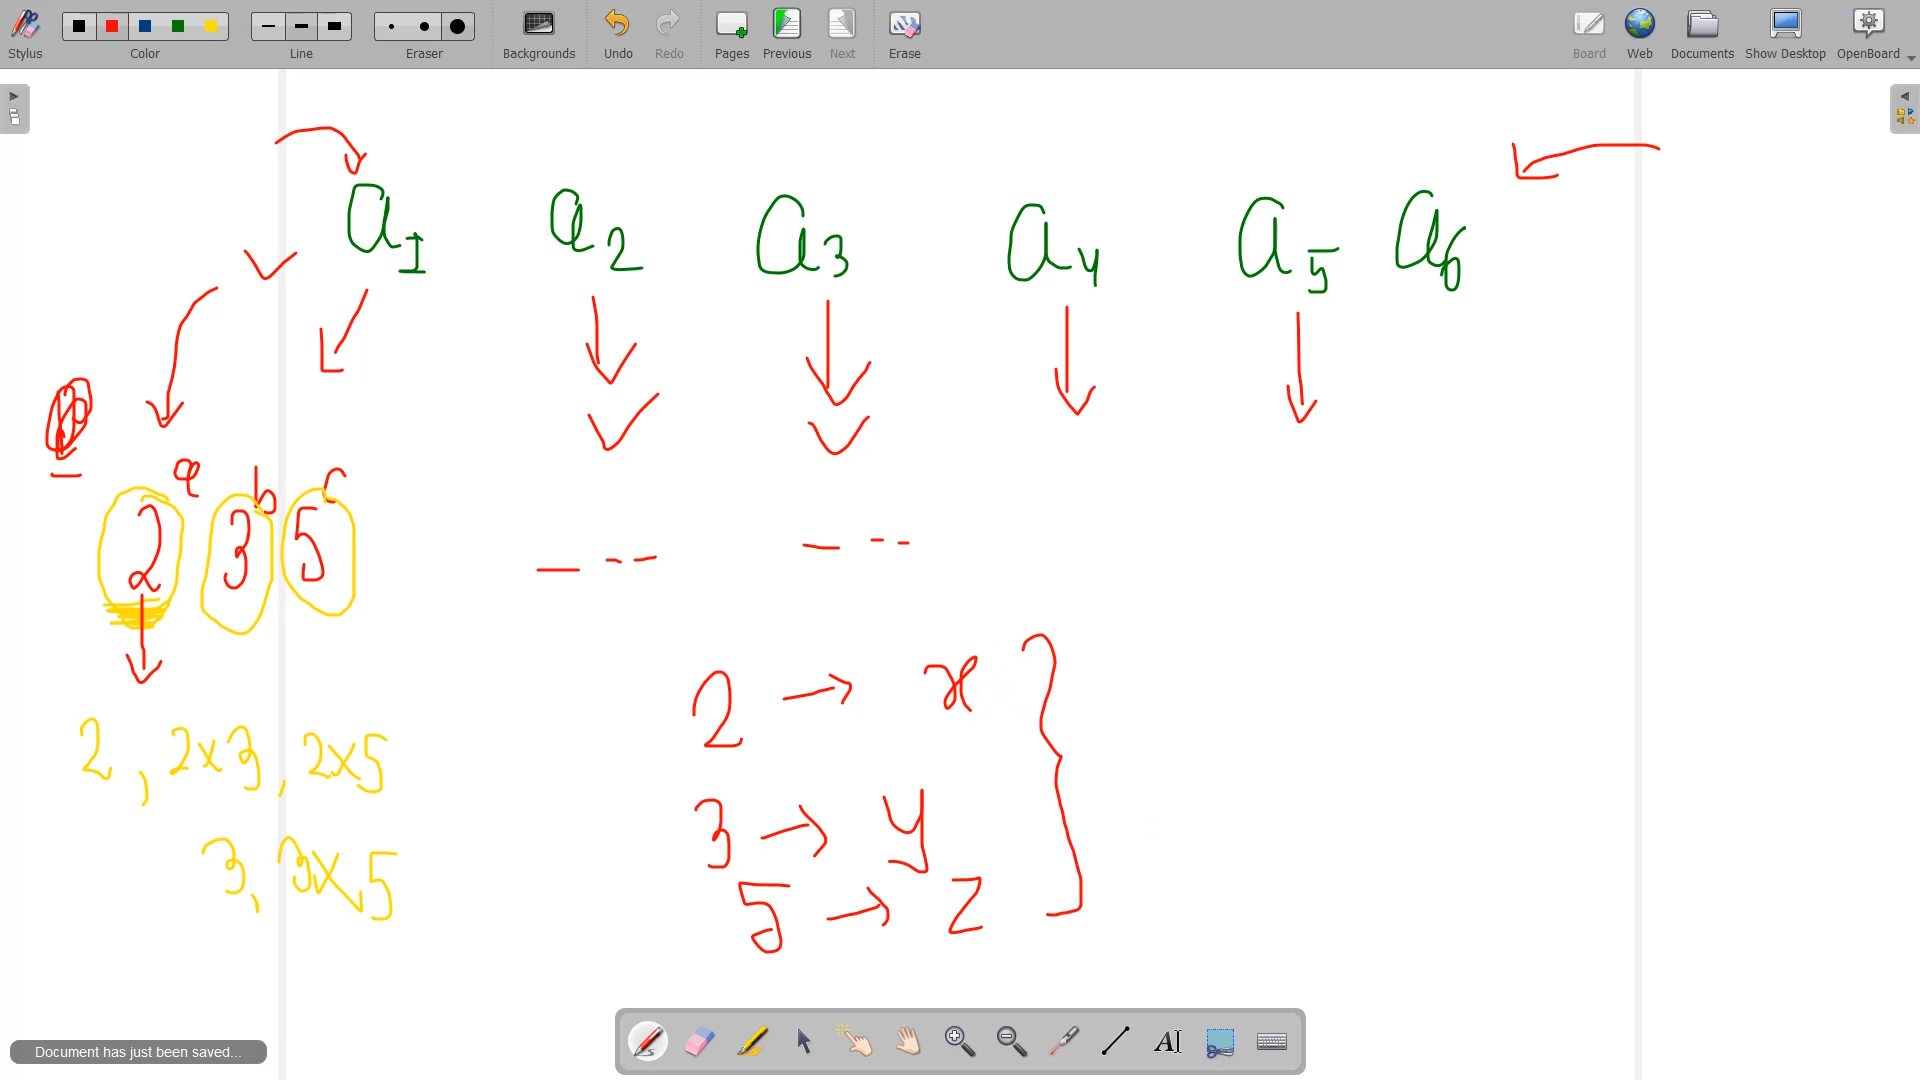 Stylus Color Line Eraser Backgrounds Undo Redo Pages Previous Next Erase Board Web Documents Show Desktop OpenBoard
a1 a2 a3 a4 a5 a6
a b c
2 3 5
2 → x
2, 2x3, 2x5
3 → y
3, 3x5
5 → z
Document has just been saved...